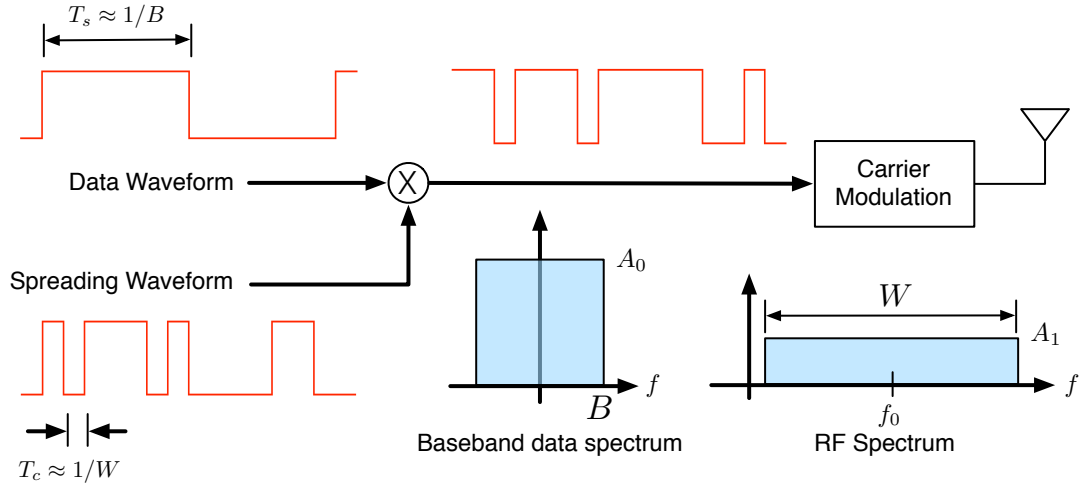 T_s ≈ 1/B
Data Waveform
X
Carrier
Modulation
Spreading Waveform
A_0
W
A_1
f
B
f
f_0
Baseband data spectrum
RF Spectrum
T_c ≈ 1/W